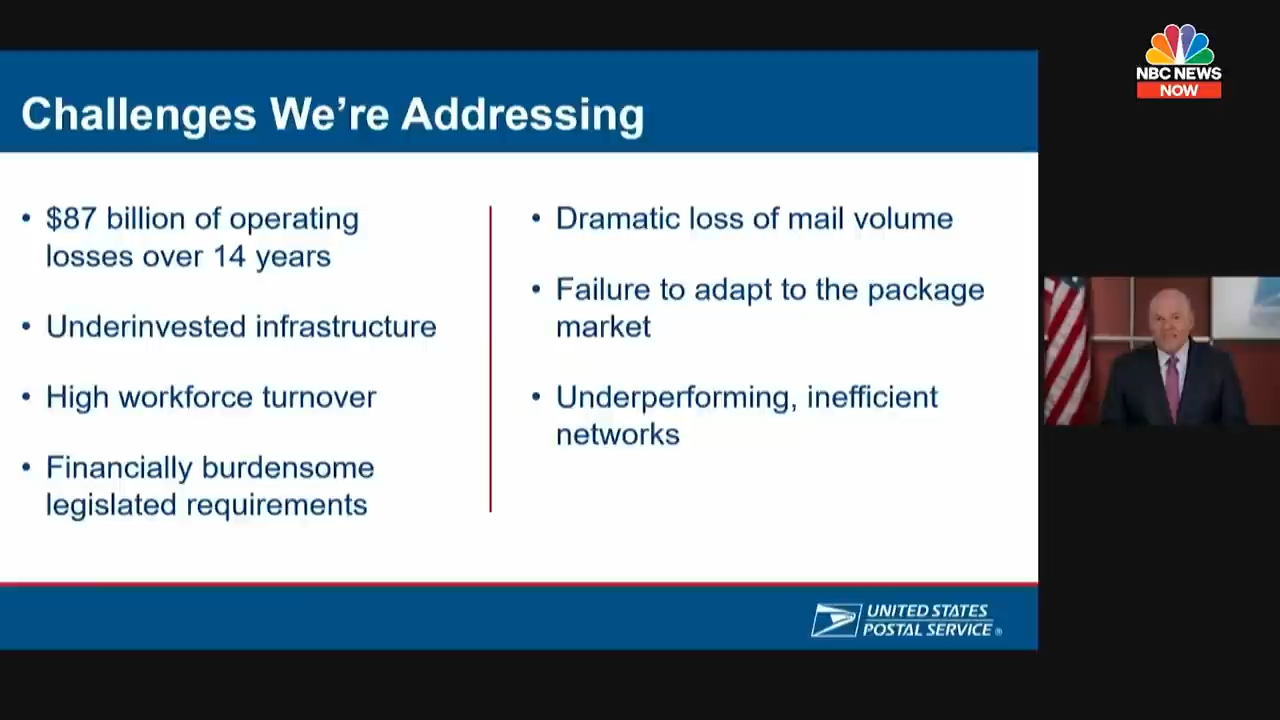 NBC NEWS
NOW
Challenges We're Addressing
• $87 billion of operating
losses over 14 years
• Underinvested infrastructure
• High workforce turnover
• Financially burdensome
legislated requirements
• Dramatic loss of mail volume
• Failure to adapt to the package
market
• Underperforming, inefficient
networks
UNITED STATES
POSTAL SERVICE®